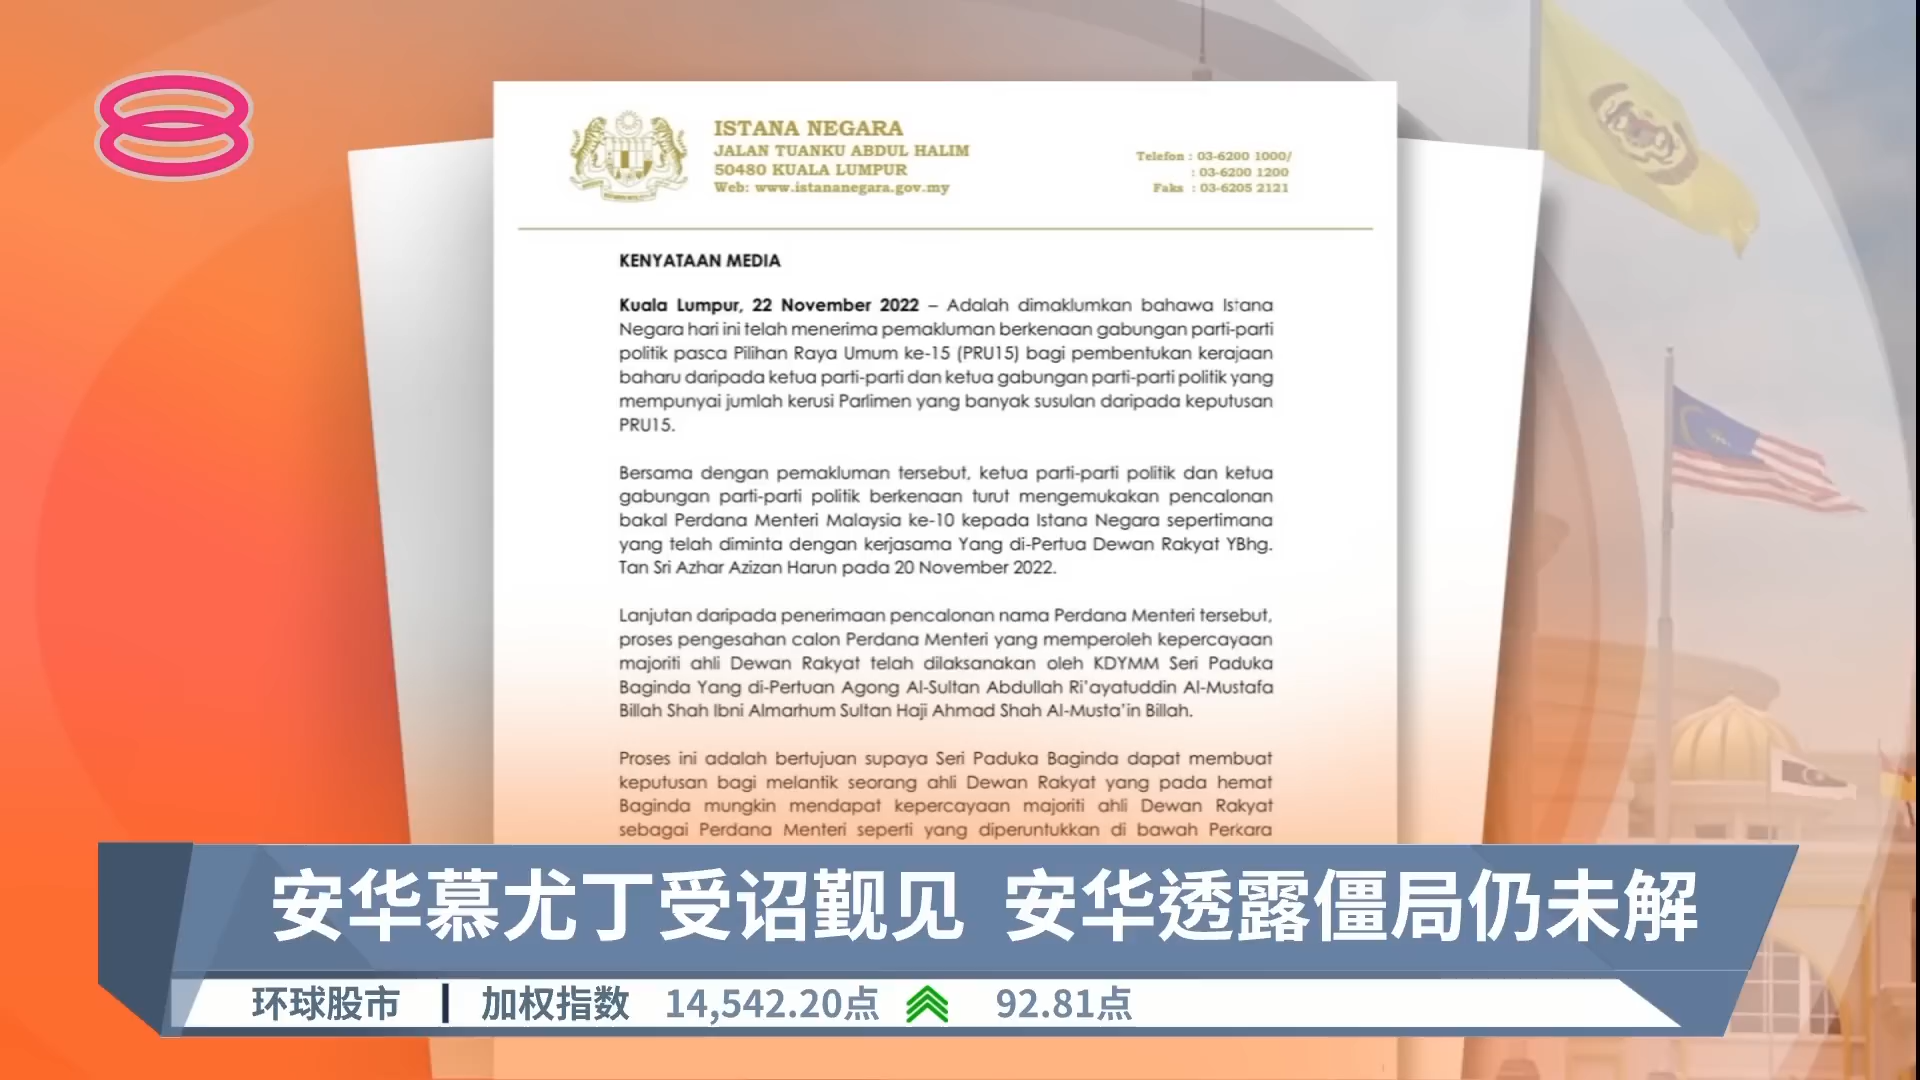 ISTANA NEGARA
JALAN TUANKU ABDUL HALIM
50480 KUALA LUMPUR
Web: www.istananegara.gov.my
Telefon : 03-6200 1000/
: 03-6200 1200
Faks : 03-6205 2121
KENYATAAN MEDIA
Kuala Lumpur, 22 November 2022 – Adalah dimaklumkan bahawa Istana
Negara hari ini telah menerima pemakluman berkenaan gabungan parti-parti
politik pasca Pilihan Raya Umum ke-15 (PRU15) bagi pembentukan kerajaan
baharu daripada ketua parti-parti dan ketua gabungan parti-parti politik yang
mempunyai jumlah kerusi Parlimen yang banyak susulan daripada keputusan
PRU15.
Bersama dengan pemakluman tersebut, ketua parti-parti politik dan ketua
gabungan parti-parti politik berkenaan turut mengemukakan pencalonan
bakal Perdana Menteri Malaysia ke-10 kepada Istana Negara sepertimana
yang telah diminta dengan kerjasama Yang di-Pertua Dewan Rakyat YBhg.
Tan Sri Azhar Azizan Harun pada 20 November 2022.
Lanjutan daripada penerimaan pencalonan nama Perdana Menteri tersebut,
proses pengesahan calon Perdana Menteri yang memperoleh kepercayaan
majoriti ahli Dewan Rakyat telah dilaksanakan oleh KDYMM Seri Paduka
Baginda Yang di-Pertuan Agong Al-Sultan Abdullah Ri'ayatuddin Al-Mustafa
Billah Shah Ibni Almarhum Sultan Haji Ahmad Shah Al-Musta'in Billah.
Proses ini adalah bertujuan supaya Seri Paduka Baginda dapat membuat
keputusan bagi melantik seorang ahli Dewan Rakyat yang pada hemat
Baginda mungkin mendapat kepercayaan majoriti ahli Dewan Rakyat
sebagai Perdana Menteri seperti yang diperuntukkan di bawah Perkara
安华慕尤丁受诏觐见 安华透露僵局仍未解
环球股市 | 加权指数 14,542.20点 92.81点